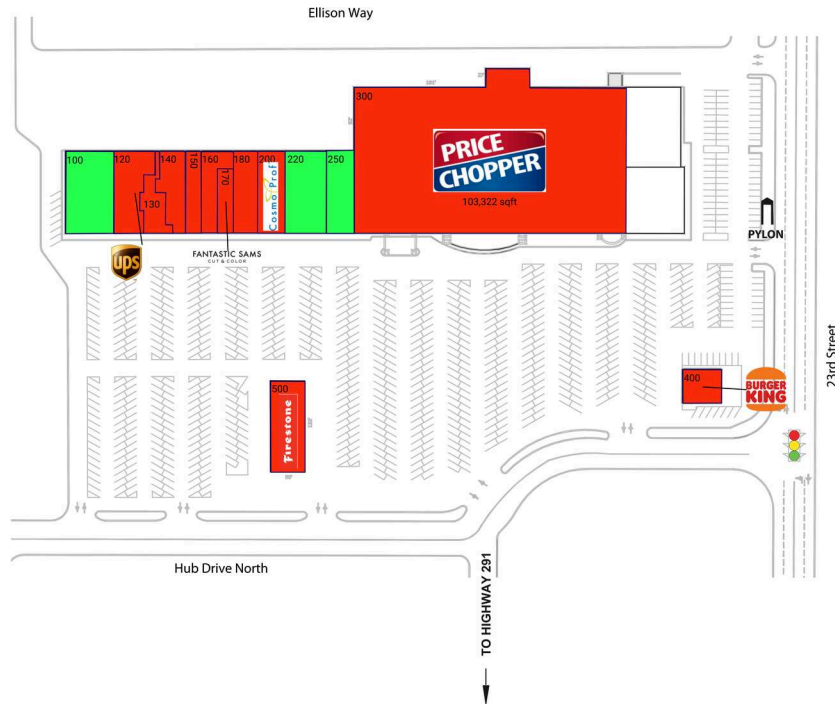 Ellison Way
300
PRICE
CHOPPER
103,322 sqft
100
120
130
140
150
160
170
180
200
Cosmo Prof
220
250
ups
FANTASTIC SAMS
CUT & COLOR
PYLON
23rd Street
400
BURGER
KING
500
Firestone
Hub Drive North
TO HIGHWAY 291